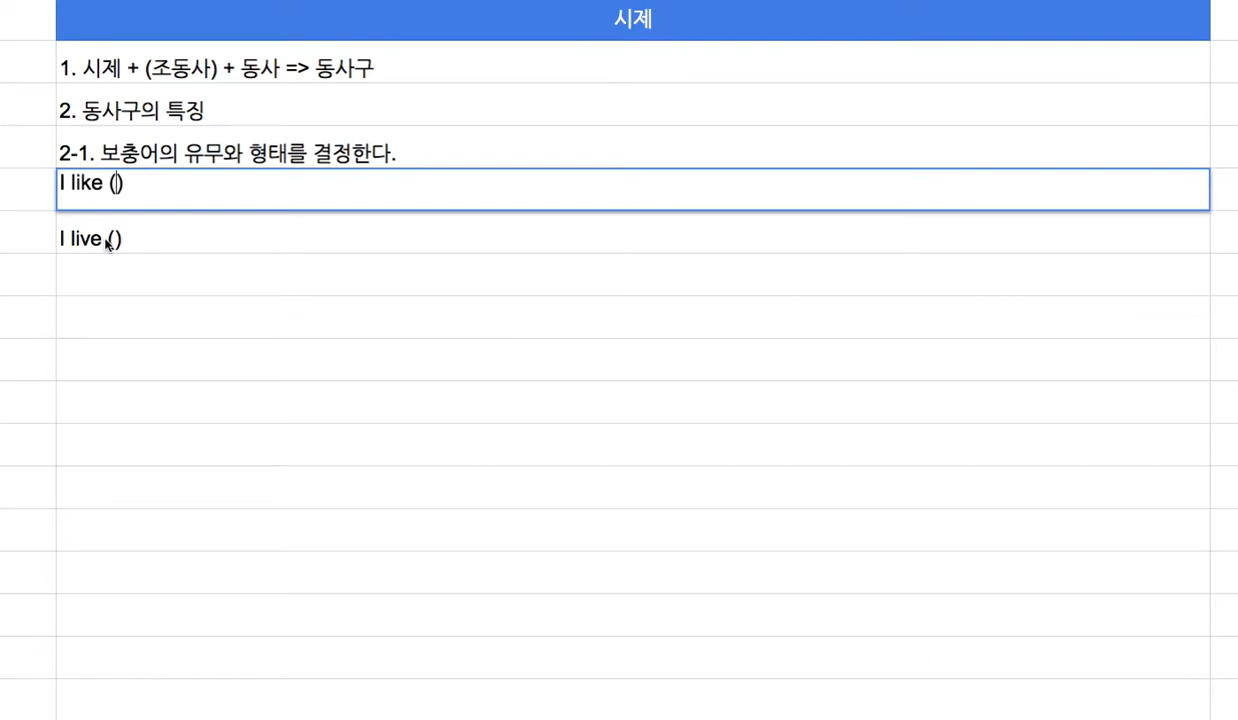 시제
1. 시제 + (조동사) + 동사 => 동사구
2. 동사구의 특징
2-1. 보충어의 유무와 형태를 결정한다.
I like ()
I live ()